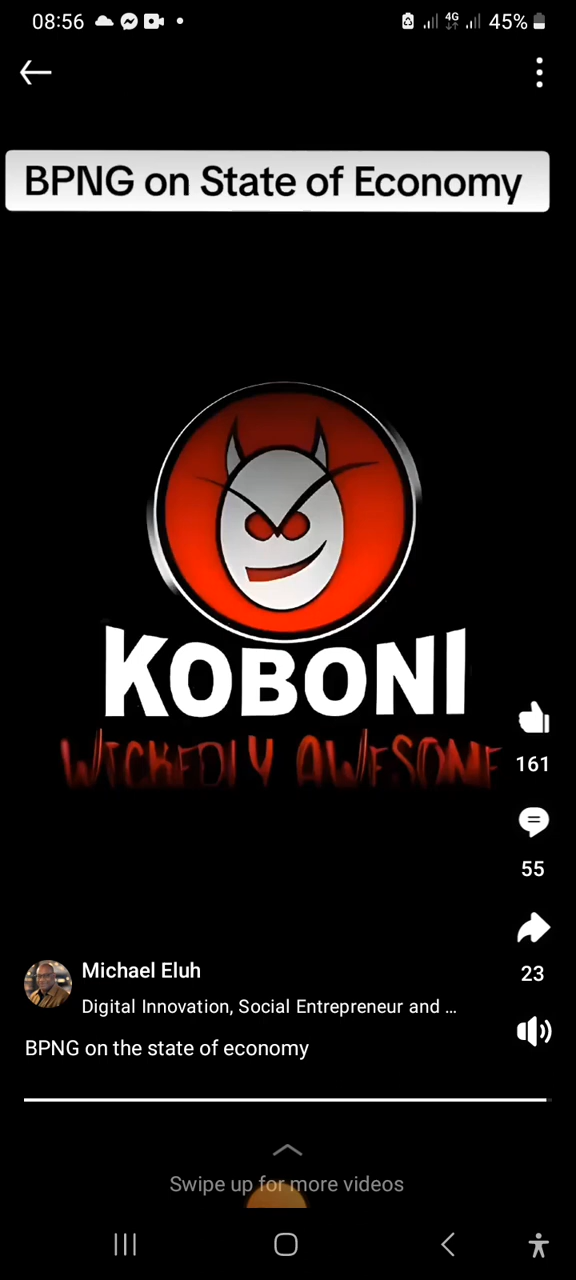 08:56
4G
45%
BPNG on State of Economy
KOBONI
WICKEDLY AWESOME
161
55
Michael Eluh
Digital Innovation, Social Entrepreneur and ...
23
BPNG on the state of economy
Swipe up for more videos